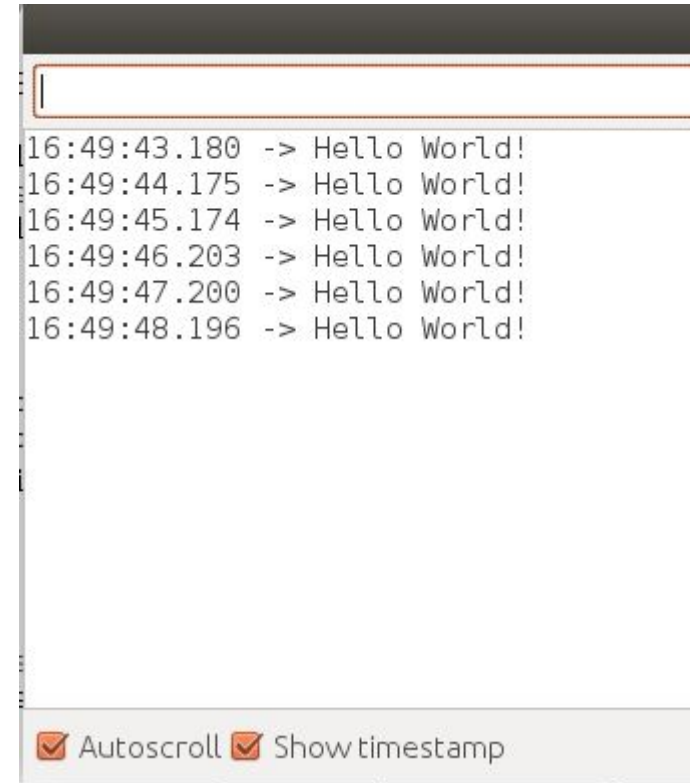 16:49:43.180 -> Hello World!
16:49:44.175 -> Hello World!
16:49:45.174 -> Hello World!
16:49:46.203 -> Hello World!
16:49:47.200 -> Hello World!
16:49:48.196 -> Hello World!
Autoscroll Show timestamp